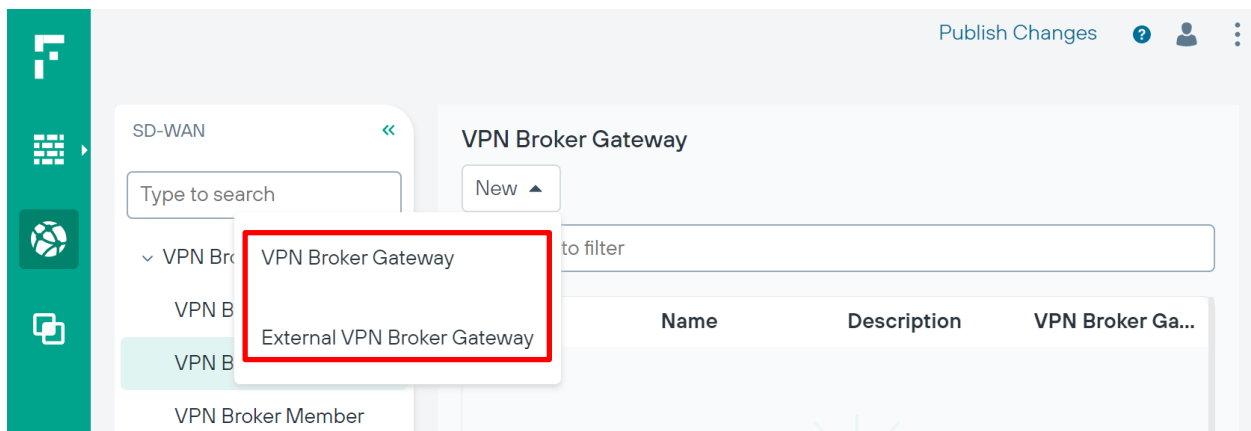 Publish Changes
?
SD-WAN
«
VPN Broker Gateway
Type to search
New
VPN Bro
VPN Broker Gateway
to filter
VPN B
External VPN Broker Gateway
Name
Description
VPN Broker Ga...
VPN B
VPN Broker Member